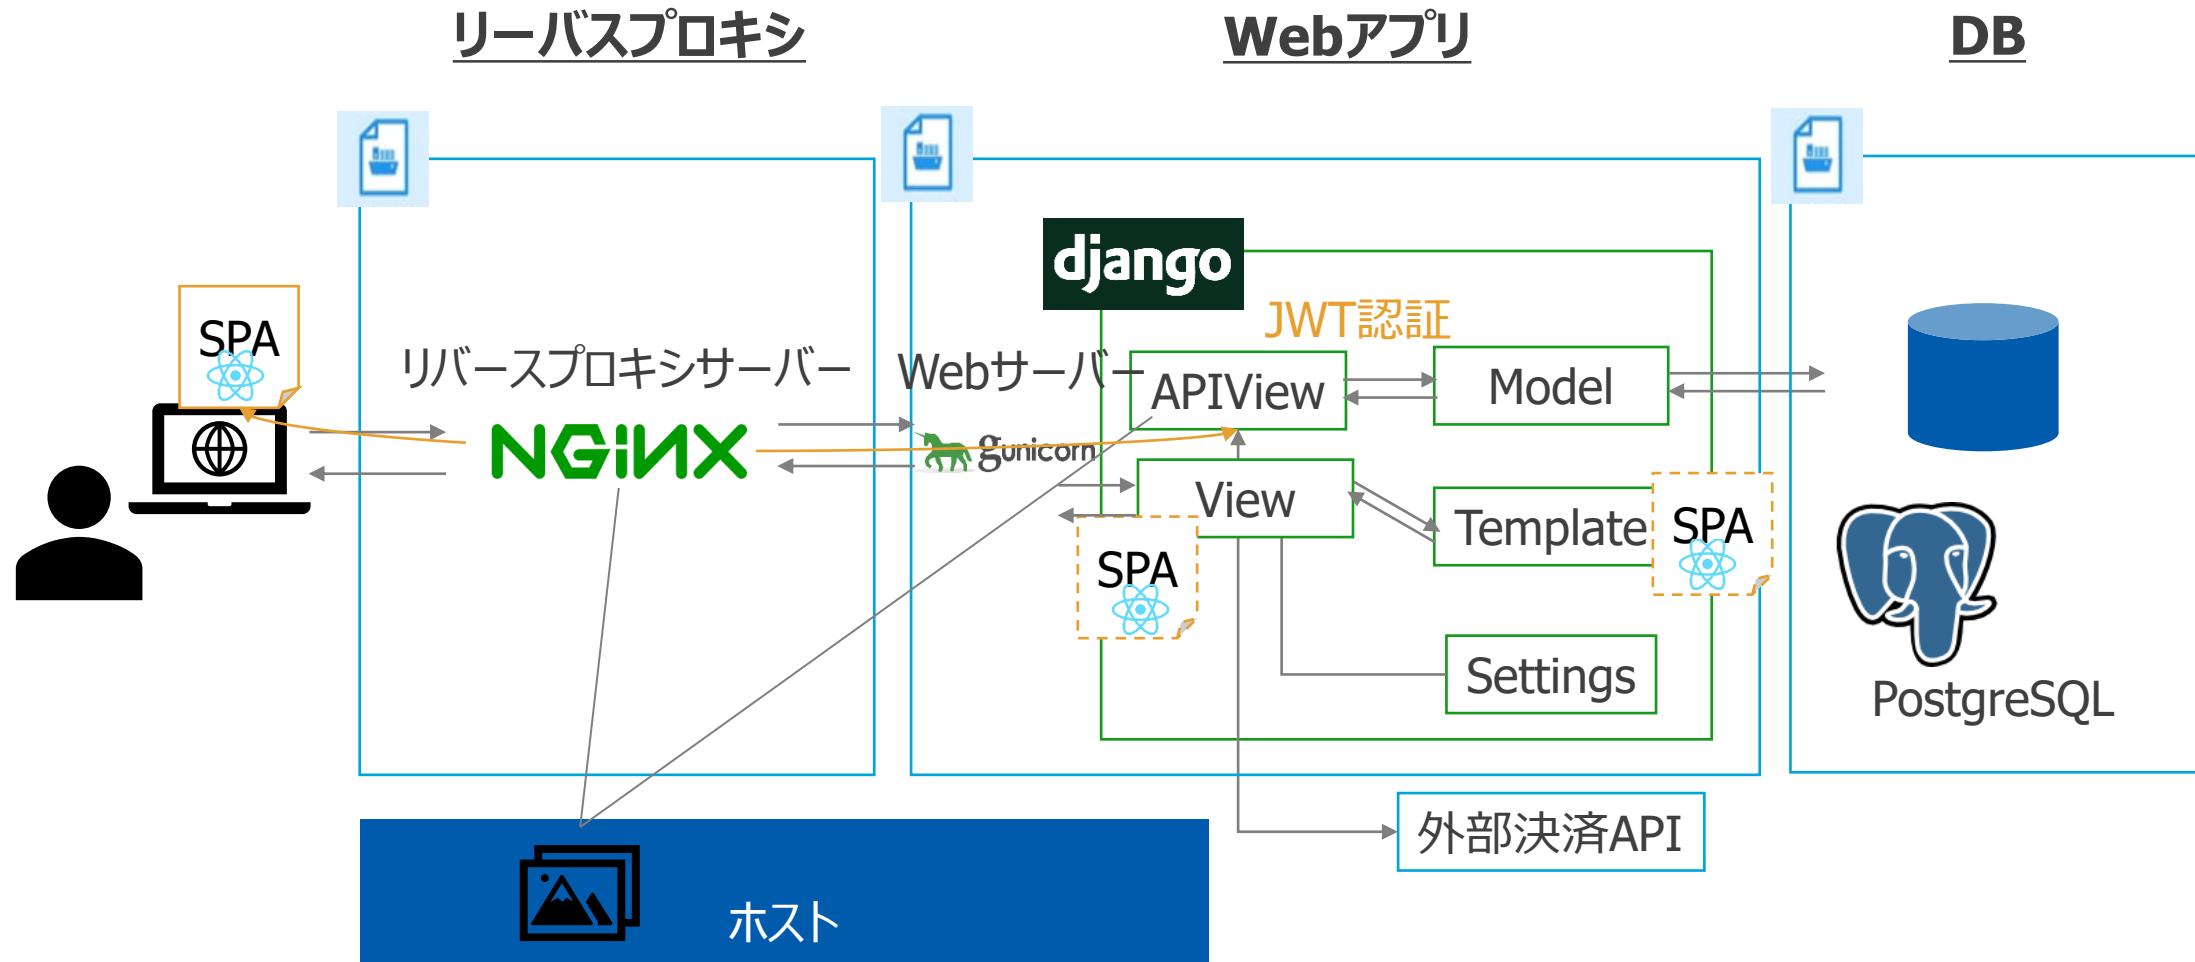 リーバスプロキシ
Webアプリ
DB
django
JWT認証
SPA
リバースプロキシサーバー
Webサーバー
APIView
Model
NGiNX
gunicorn
View
Template
SPA
SPA
Settings
PostgreSQL
外部決済API
ホスト